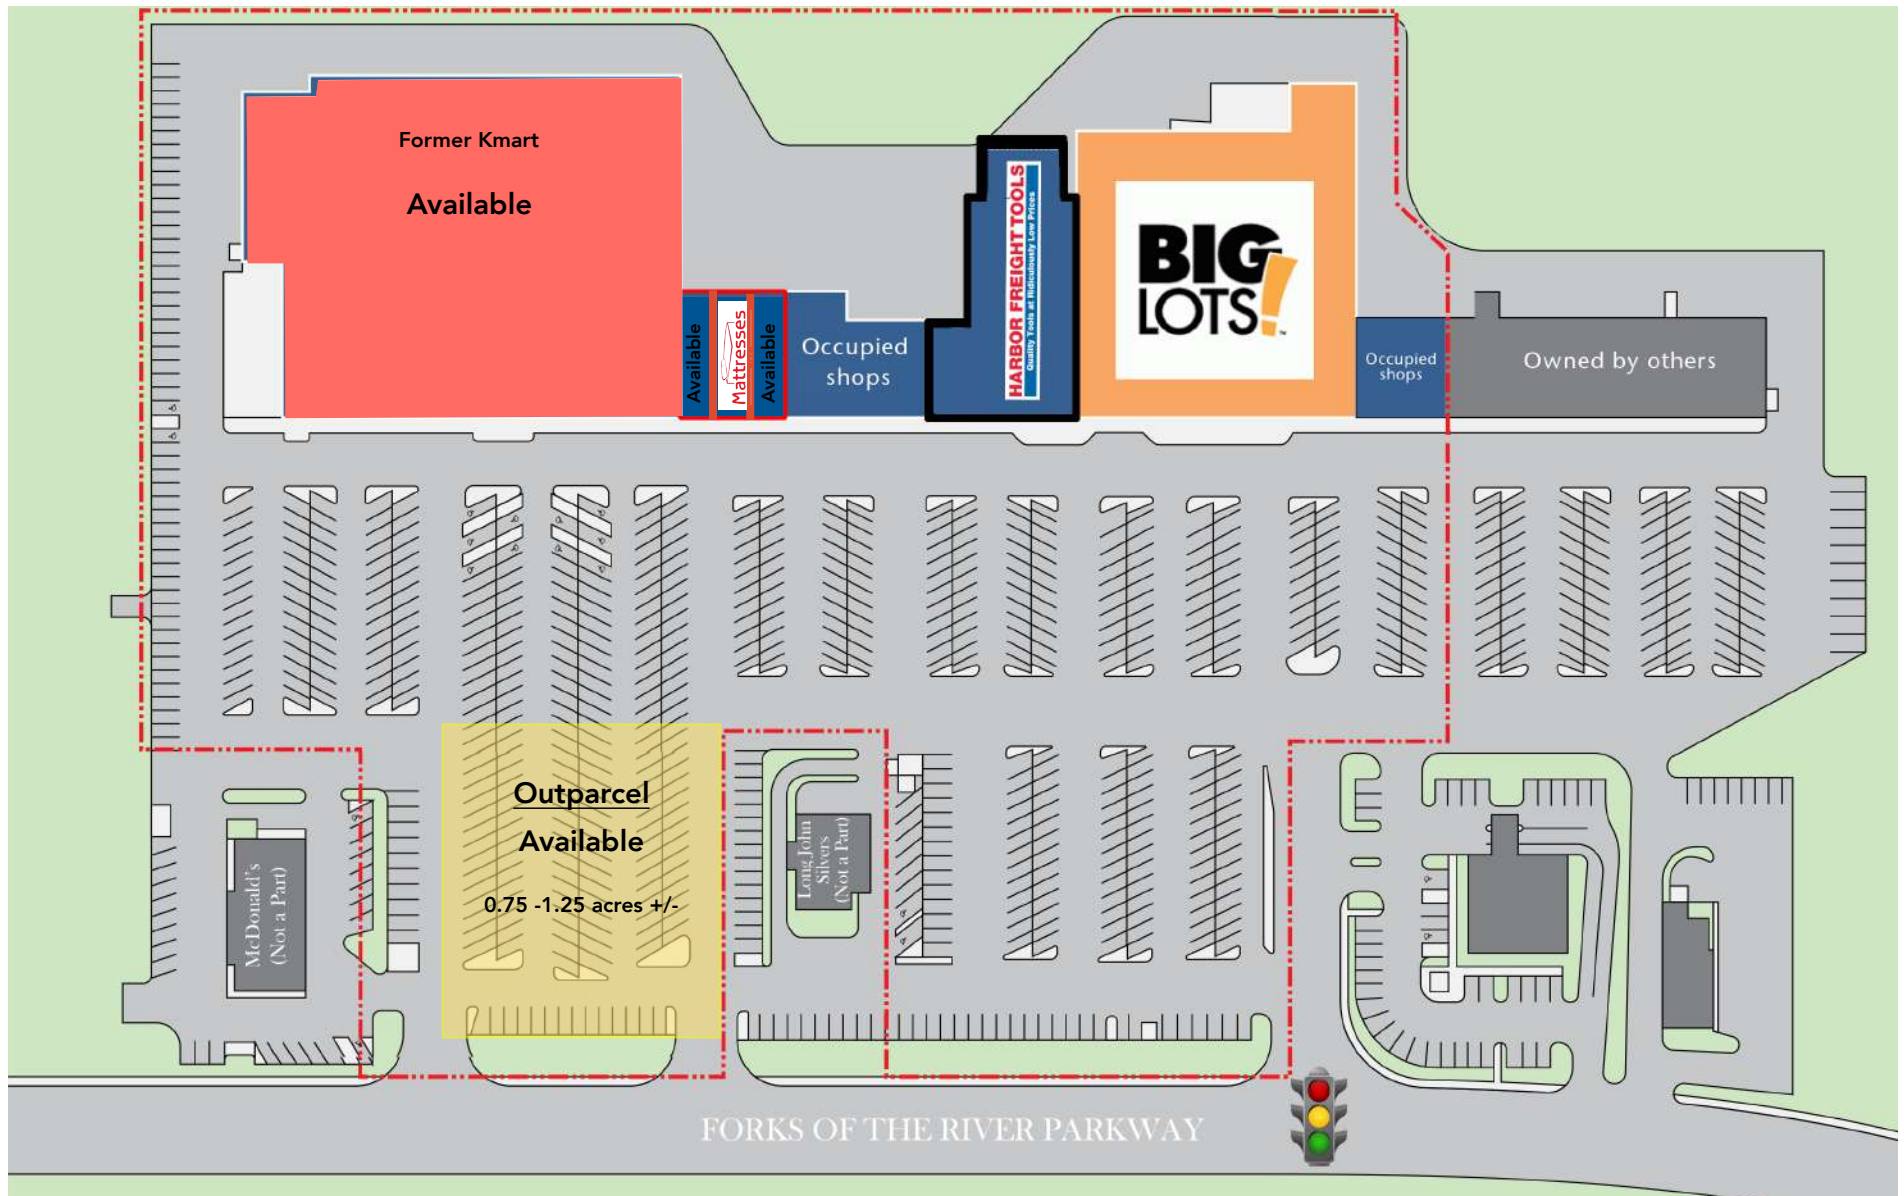 Former Kmart
Available
Available
Mattresses
Available
Occupied
shops
HARBOR FREIGHT TOOLS
Quality Tools at Ridiculously Low Prices
BIG
LOTS!
Occupied
shops
Owned by others
Outparcel
Available
0.75 -1.25 acres +/-
McDonald's
(Not a Part)
Long John
Silvers
(Not a Part)
FORKS OF THE RIVER PARKWAY